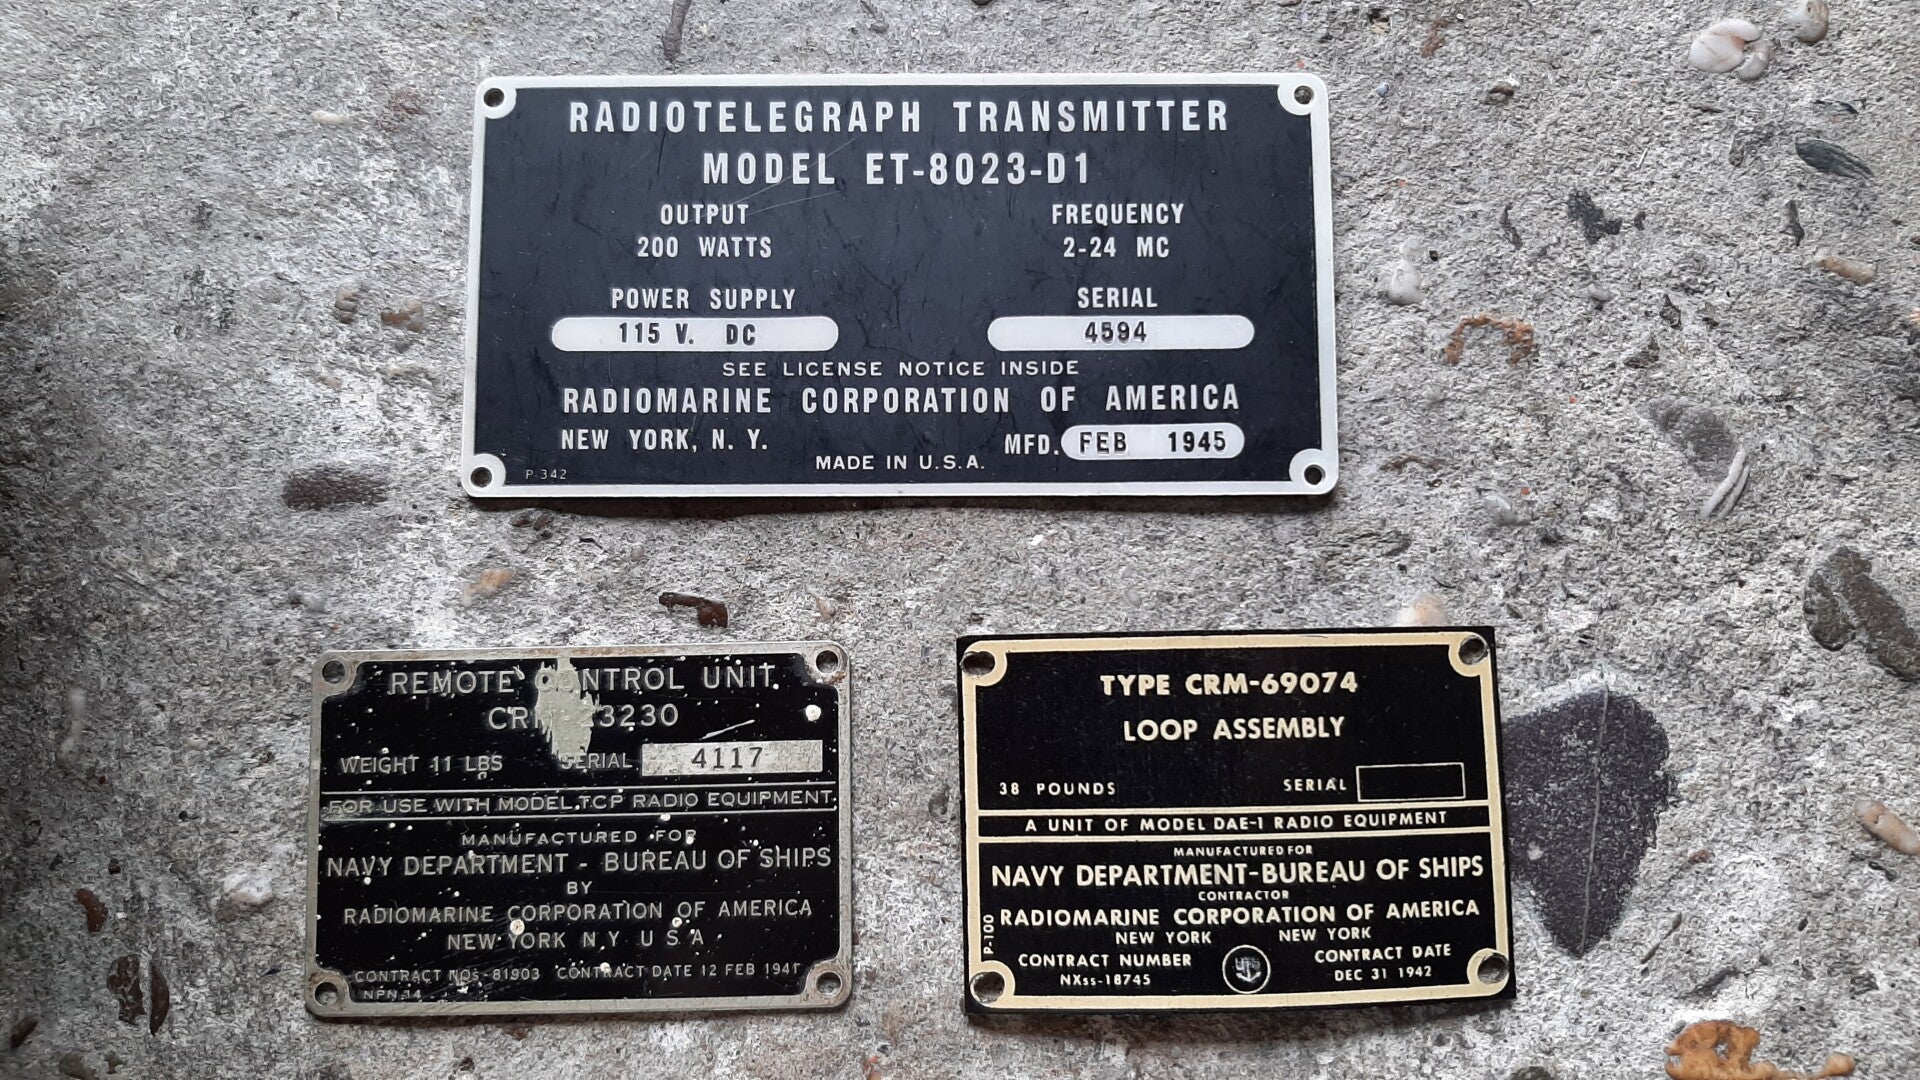 RADIOTELEGRAPH TRANSMITTER
MODEL ET-8023-D1
OUTPUT FREQUENCY
200 WATTS 2-24 MC
POWER SUPPLY SERIAL
115 V. DC 4594
SEE LICENSE NOTICE INSIDE
RADIOMARINE CORPORATION OF AMERICA
NEW YORK, N. Y. MFD. FEB 1945
MADE IN U.S.A.
P-342
REMOTE CONTROL UNIT
23230
WEIGHT 11 LBS SERIAL 4117
FOR USE WITH MODEL TCP RADIO EQUIPMENT
MANUFACTURED FOR
NAVY DEPARTMENT - BUREAU OF SHIPS
BY
RADIOMARINE CORPORATION OF AMERICA
NEW YORK N Y U S A
CONTRACT NOS-81903 CONTRACT DATE 12 FEB 1941
NPN 14
TYPE CRM-69074
LOOP ASSEMBLY
38 POUNDS SERIAL
A UNIT OF MODEL DAE-1 RADIO EQUIPMENT
MANUFACTURED FOR
NAVY DEPARTMENT-BUREAU OF SHIPS
CONTRACTOR
RADIOMARINE CORPORATION OF AMERICA
NEW YORK NEW YORK
CONTRACT NUMBER CONTRACT DATE
NXss-18745 DEC 31 1942
P-100